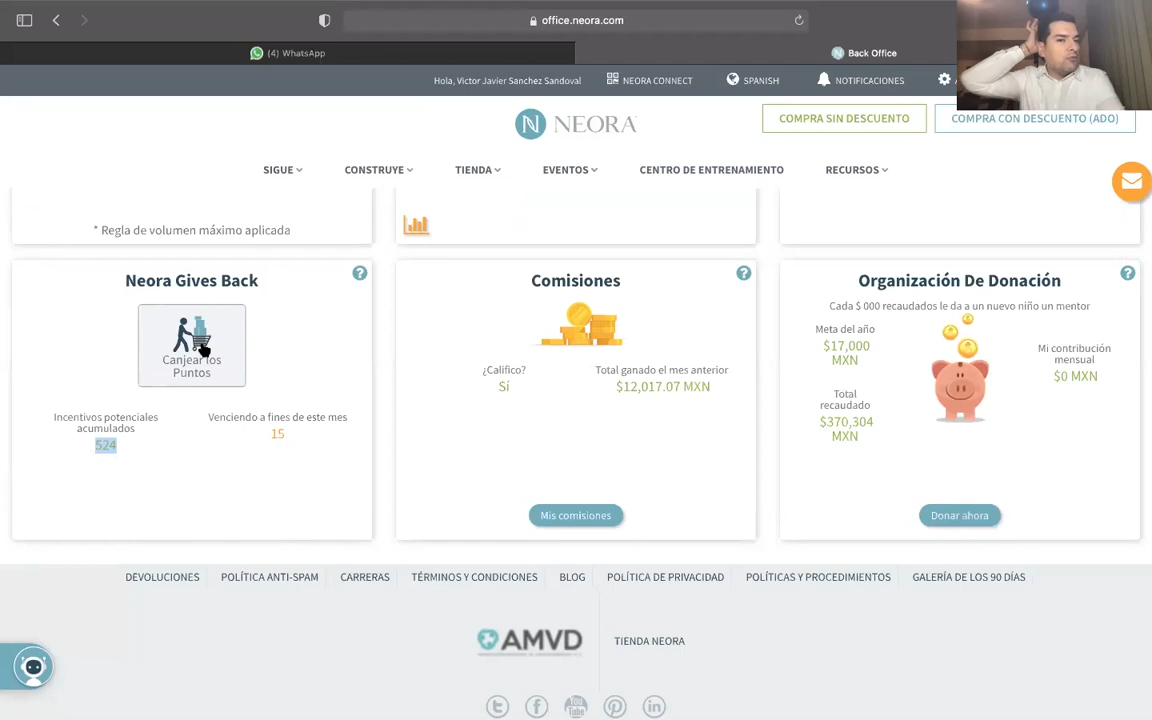 office.neora.com
(4) WhatsApp
Back Office
Hola, Victor Javier Sanchez Sandoval
NEORA CONNECT
SPANISH
NOTIFICACIONES
NEORA
COMPRA SIN DESCUENTO
COMPRA CON DESCUENTO (ADO)
SIGUE
CONSTRUYE
TIENDA
EVENTOS
CENTRO DE ENTRENAMIENTO
RECURSOS
* Regla de volumen máximo aplicada
Neora Gives Back
?
Canjear los
Puntos
Incentivos potenciales
acumulados
524
Venciendo a fines de este mes
15
Comisiones
?
¿Califico?
Sí
Total ganado el mes anterior
$12,017.07 MXN
Mis comisiones
Organización De Donación
?
Cada $ 000 recaudados le da a un nuevo niño un mentor
Meta del año
$17,000
MXN
Total
recaudado
$370,304
MXN
Mi contribución
mensual
$0 MXN
Donar ahora
DEVOLUCIONES
POLÍTICA ANTI-SPAM
CARRERAS
TÉRMINOS Y CONDICIONES
BLOG
POLÍTICA DE PRIVACIDAD
POLÍTICAS Y PROCEDIMIENTOS
GALERÍA DE LOS 90 DÍAS
AMVD
TIENDA NEORA